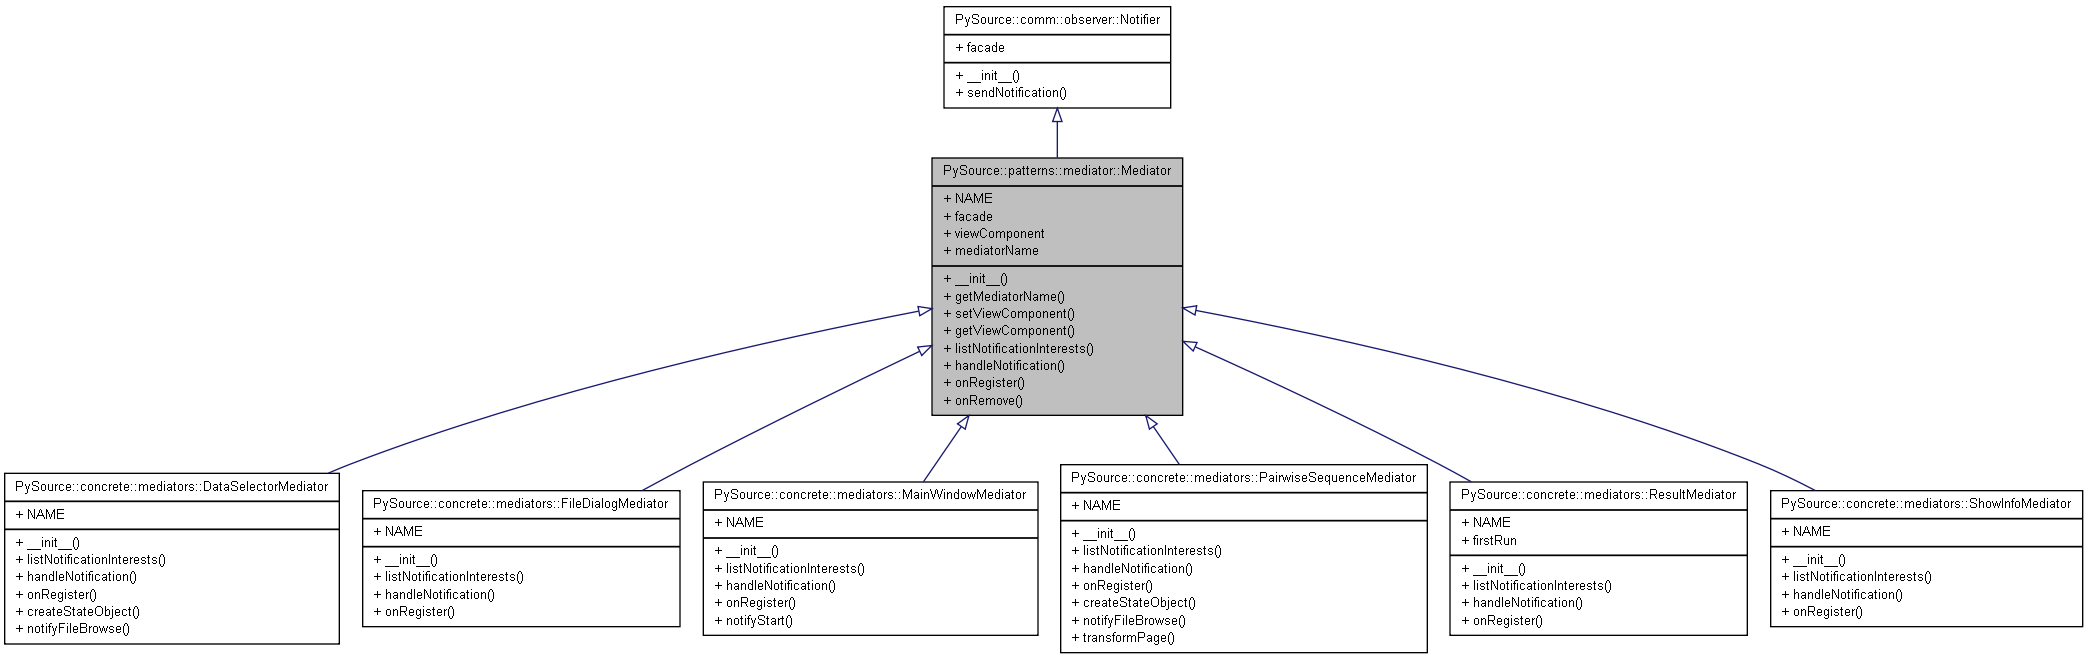 PySource::comm::observer::Notifier
+ facade
+ __init__()
+ sendNotification()
PySource::patterns::mediator::Mediator
+ NAME
+ facade
+ viewComponent
+ mediatorName
+ __init__()
+ getMediatorName()
+ setViewComponent()
+ getViewComponent()
+ listNotificationInterests()
+ handleNotification()
+ onRegister()
+ onRemove()
PySource::concrete::mediators::DataSelectorMediator
+ NAME
+ __init__()
+ listNotificationInterests()
+ handleNotification()
+ onRegister()
+ createStateObject()
+ notifyFileBrowse()
PySource::concrete::mediators::FileDialogMediator
+ NAME
+ __init__()
+ listNotificationInterests()
+ handleNotification()
+ onRegister()
PySource::concrete::mediators::MainWindowMediator
+ NAME
+ __init__()
+ listNotificationInterests()
+ handleNotification()
+ onRegister()
+ notifyStart()
PySource::concrete::mediators::PairwiseSequenceMediator
+ NAME
+ __init__()
+ listNotificationInterests()
+ handleNotification()
+ onRegister()
+ createStateObject()
+ notifyFileBrowse()
+ transformPage()
PySource::concrete::mediators::ResultMediator
+ NAME
+ firstRun
+ __init__()
+ listNotificationInterests()
+ handleNotification()
+ onRegister()
PySource::concrete::mediators::ShowInfoMediator
+ NAME
+ __init__()
+ listNotificationInterests()
+ handleNotification()
+ onRegister()